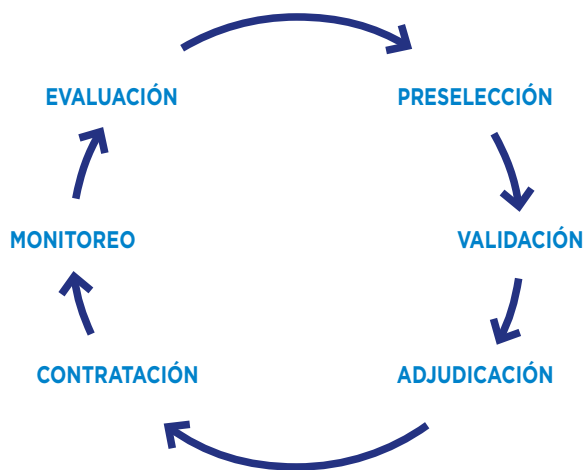 EVALUACIÓN
PRESELECCIÓN
MONITOREO
VALIDACIÓN
CONTRATACIÓN
ADJUDICACIÓN